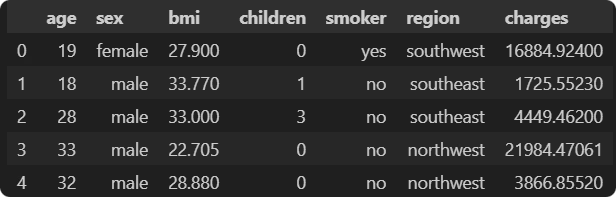 age sex bmi children smoker region charges
0 19 female 27.900 0 yes southwest 16884.92400
1 18 male 33.770 1 no southeast 1725.55230
2 28 male 33.000 3 no southeast 4449.46200
3 33 male 22.705 0 no northwest 21984.47061
4 32 male 28.880 0 no northwest 3866.85520